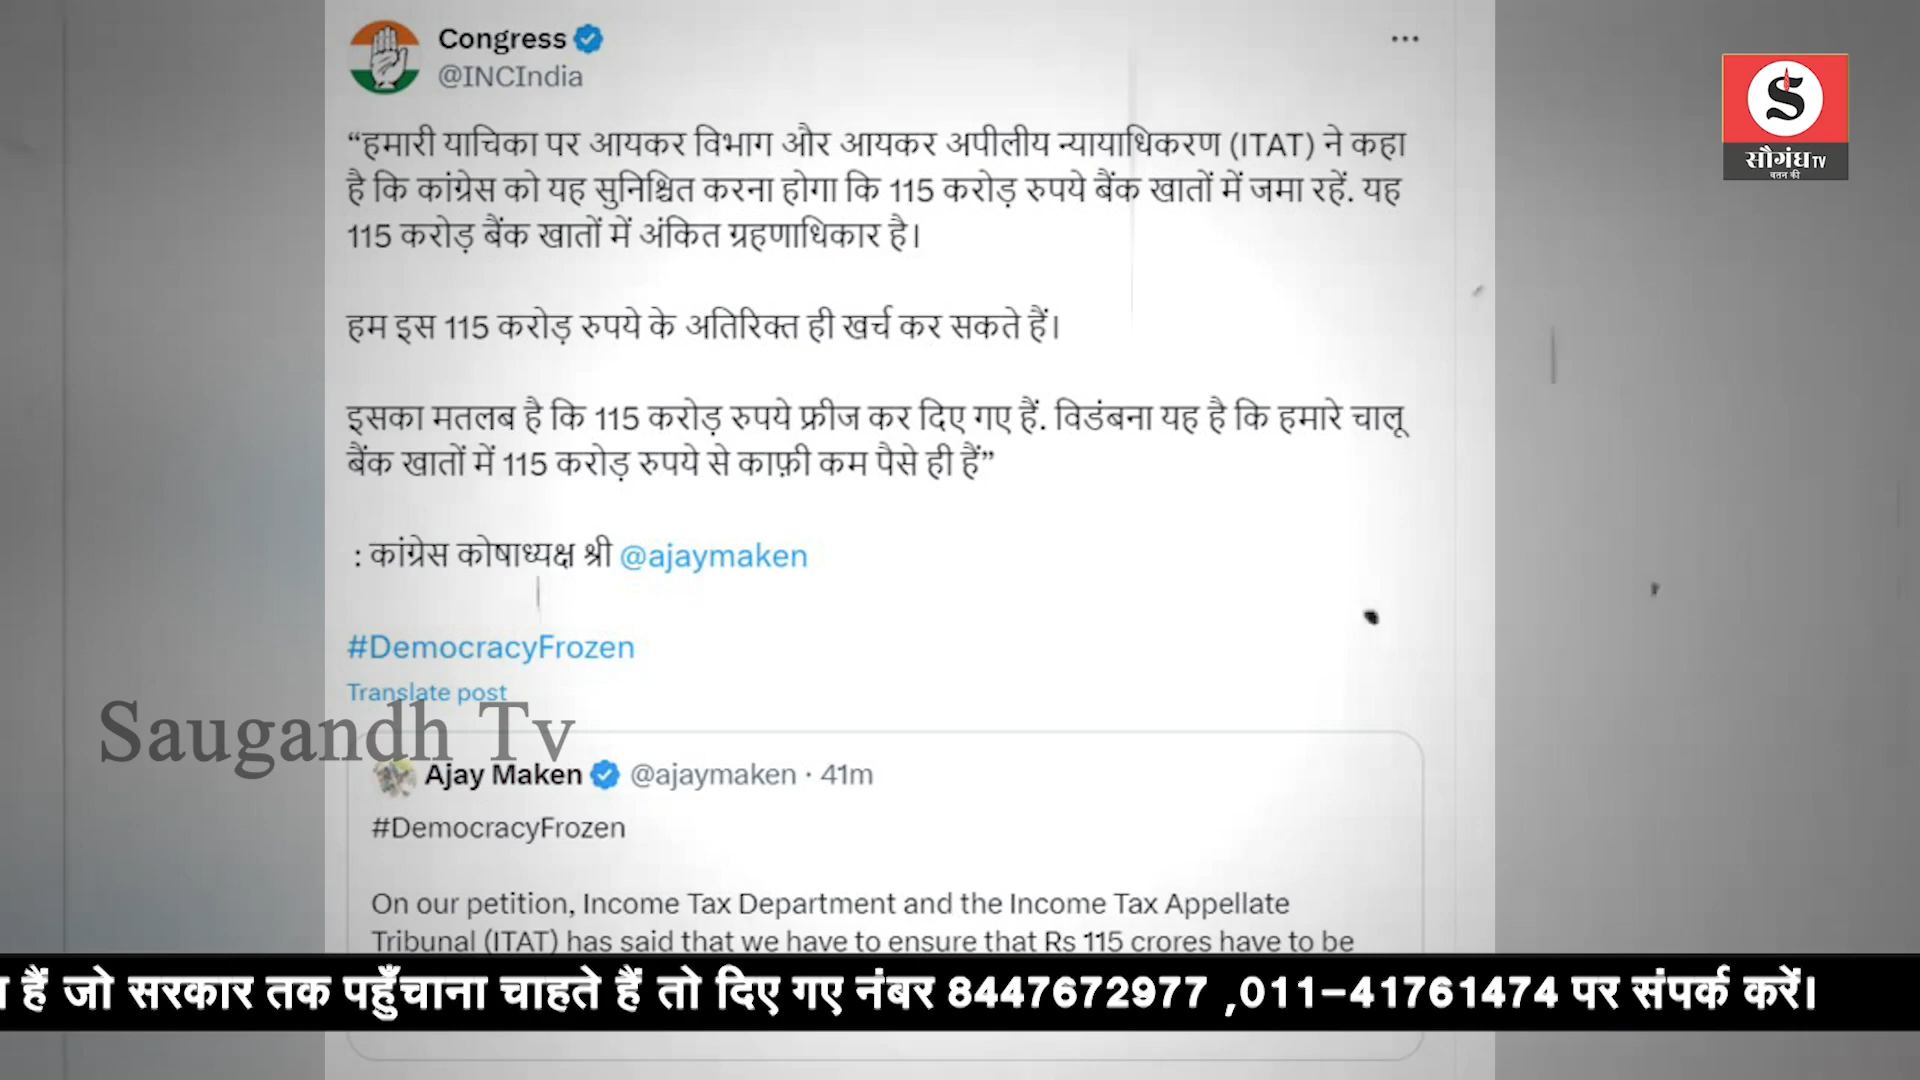 Congress
@INCIndia
“हमारी याचिका पर आयकर विभाग और आयकर अपीलीय न्यायाधिकरण (ITAT) ने कहा
है कि कांग्रेस को यह सुनिश्चित करना होगा कि 115 करोड़ रुपये बैंक खातों में जमा रहें. यह
115 करोड़ बैंक खातों में अंकित ग्रहणाधिकार है।
हम इस 115 करोड़ रुपये के अतिरिक्त ही खर्च कर सकते हैं।
इसका मतलब है कि 115 करोड़ रुपये फ्रीज कर दिए गए हैं. विडंबना यह है कि हमारे चालू
बैंक खातों में 115 करोड़ रुपये से काफ़ी कम पैसे ही हैं”
: कांग्रेस कोषाध्यक्ष श्री @ajaymaken
#DemocracyFrozen
Translate post
Saugandh Tv
Ajay Maken @ajaymaken · 41m
#DemocracyFrozen
On our petition, Income Tax Department and the Income Tax Appellate
Tribunal (ITAT) has said that we have to ensure that Rs 115 crores have to be
हैं जो सरकार तक पहुँचाना चाहते हैं तो दिए गए नंबर 8447672977 ,011-41761474 पर संपर्क करें।
S
सौगंध TV
वतन की